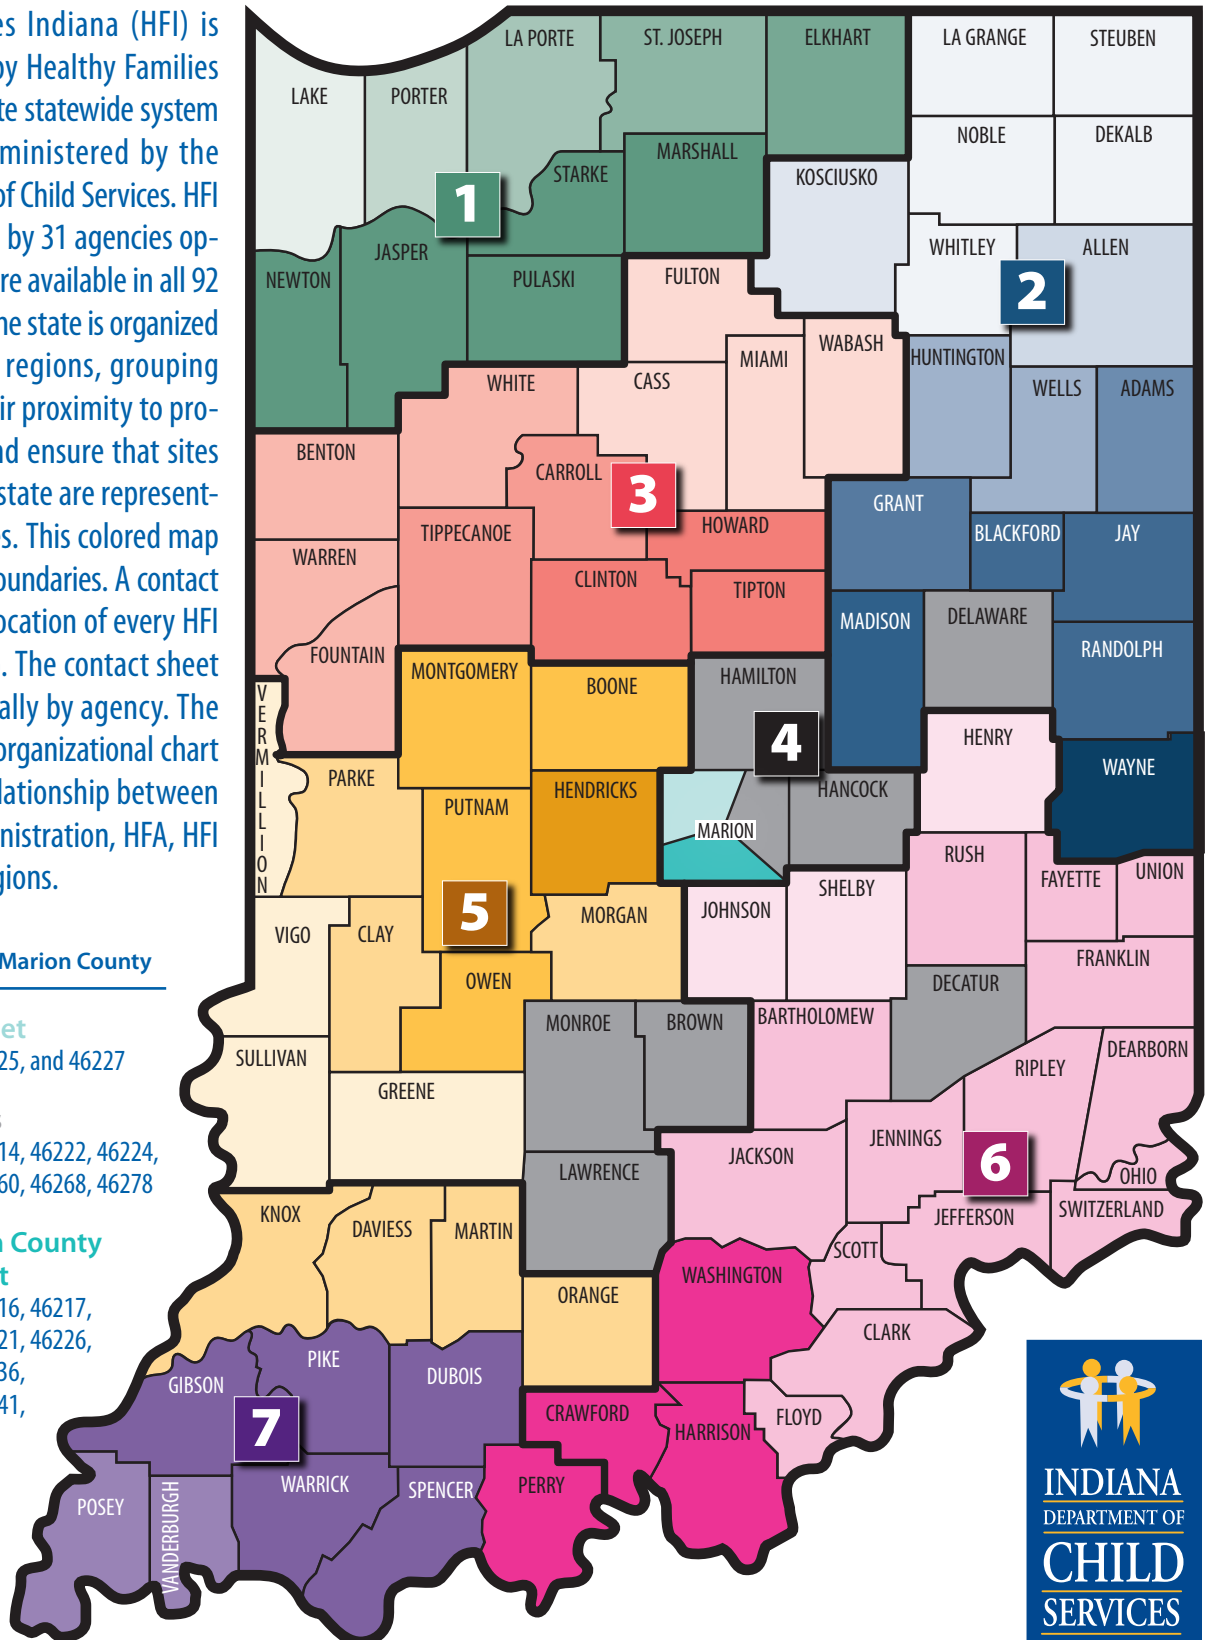 es Indiana (HFI) is
by Healthy Families
te statewide system
ministered by the
of Child Services. HFI
by 31 agencies op-
re available in all 92
he state is organized
regions, grouping
ir proximity to pro-
nd ensure that sites
state are represent-
es. This colored map
oundaries. A contact
ocation of every HFI
. The contact sheet
ally by agency. The
organizational chart
lationship between
inistration, HFA, HFI
gions.
Marion County
et
25, and 46227
s
14, 46222, 46224,
60, 46268, 46278
n County
t
16, 46217,
21, 46226,
36,
41,
LAKE
PORTER
LA PORTE
ST. JOSEPH
ELKHART
LA GRANGE
STEUBEN
NOBLE
DEKALB
MARSHALL
STARKE
KOSCIUSKO
1
JASPER
NEWTON
PULASKI
FULTON
WHITLEY
ALLEN
2
WHITE
CASS
MIAMI
WABASH
HUNTINGTON
WELLS
ADAMS
BENTON
CARROLL
3
GRANT
BLACKFORD
JAY
WARREN
TIPPECANOE
HOWARD
CLINTON
TIPTON
MADISON
DELAWARE
RANDOLPH
FOUNTAIN
MONTGOMERY
BOONE
HAMILTON
4
VERMILLION
PARKE
PUTNAM
HENDRICKS
MARION
HANCOCK
HENRY
WAYNE
RUSH
FAYETTE
UNION
5
VIGO
CLAY
MORGAN
JOHNSON
SHELBY
FRANKLIN
OWEN
DECATUR
MONROE
BROWN
BARTHOLOMEW
SULLIVAN
GREENE
RIPLEY
DEARBORN
LAWRENCE
JACKSON
JENNINGS
6
OHIO
KNOX
DAVIESS
MARTIN
JEFFERSON
SWITZERLAND
SCOTT
ORANGE
WASHINGTON
CLARK
GIBSON
PIKE
DUBOIS
7
CRAWFORD
HARRISON
FLOYD
POSEY
VANDERBURGH
WARRICK
SPENCER
PERRY
INDIANA
DEPARTMENT OF
CHILD
SERVICES